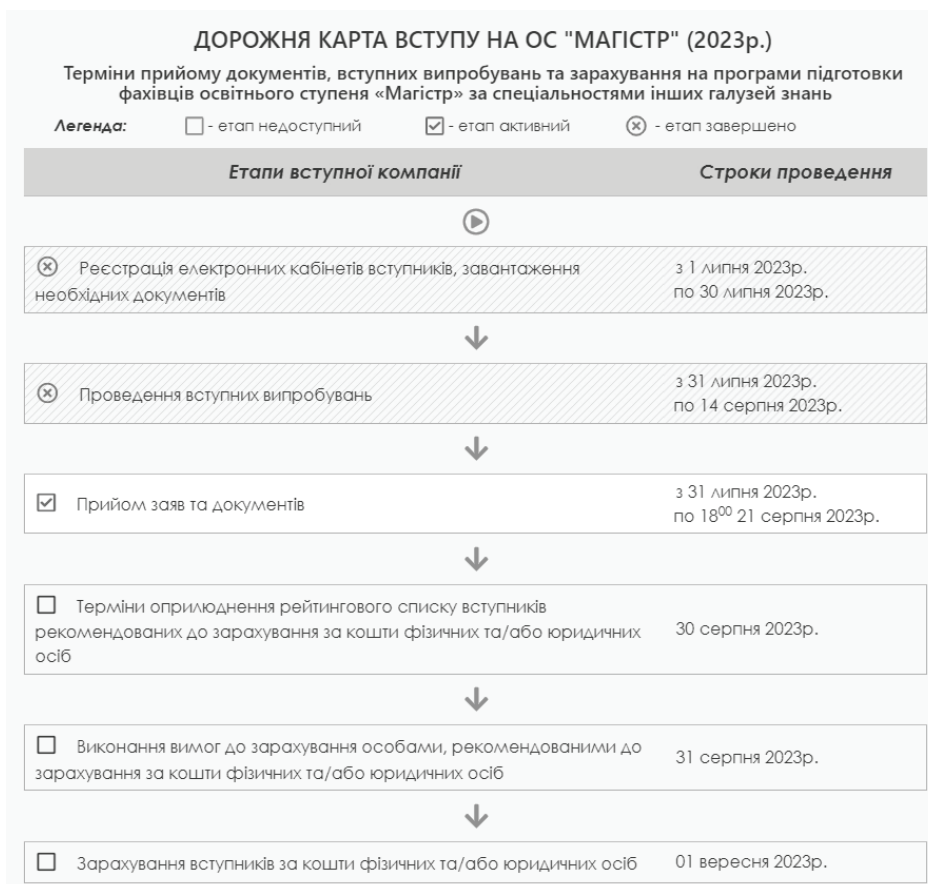 ДОРОЖНЯ КАРТА ВСТУПУ НА ОС "МАГІСТР" (2023р.)
Терміни прийому документів, вступних випробувань та зарахування на програми підготовки
фахівців освітнього ступеня «Магістр» за спеціальностями інших галузей знань
Легенда: - етап недоступний - етап активний - етап завершено
Етапи вступної компанії Строки проведення
Реєстрація електронних кабінетів вступників, завантаження
необхідних документів
з 1 липня 2023р.
по 30 липня 2023р.
Проведення вступних випробувань
з 31 липня 2023р.
по 14 серпня 2023р.
Прийом заяв та документів
з 31 липня 2023р.
по 18⁰⁰ 21 серпня 2023р.
Терміни оприлюднення рейтингового списку вступників
рекомендованих до зарахування за кошти фізичних та/або юридичних
осіб
30 серпня 2023р.
Виконання вимог до зарахування особами, рекомендованими до
зарахування за кошти фізичних та/або юридичних осіб
31 серпня 2023р.
Зарахування вступників за кошти фізичних та/або юридичних осіб 01 вересня 2023р.